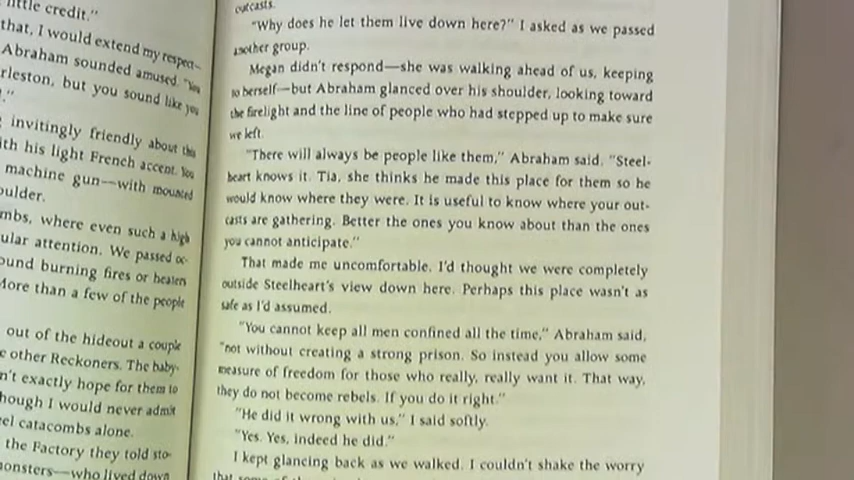 little credit."
that, I would extend my respect—
Abraham sounded amused. "You
rleston, but you sound like you
."
invitingly friendly about this
ith his light French accent. You
machine gun—with mounted
oulder.
mbs, where even such a high
ular attention. We passed oc-
ound burning fires or heaters
More than a few of the people
out of the hideout a couple
e other Reckoners. The baby-
n't exactly hope for them to
hough I would never admit
eel catacombs alone.
the Factory they told sto-
monsters—who lived down
outcasts.
"Why does he let them live down here?" I asked as we passed
another group.
Megan didn't respond—she was walking ahead of us, keeping
to herself—but Abraham glanced over his shoulder, looking toward
the firelight and the line of people who had stepped up to make sure
we left.
"There will always be people like them," Abraham said. "Steel-
heart knows it. Tia, she thinks he made this place for them so he
would know where they were. It is useful to know where your out-
casts are gathering. Better the ones you know about than the ones
you cannot anticipate."
That made me uncomfortable. I'd thought we were completely
outside Steelheart's view down here. Perhaps this place wasn't as
safe as I'd assumed.
"You cannot keep all men confined all the time," Abraham said,
"not without creating a strong prison. So instead you allow some
measure of freedom for those who really, really want it. That way,
they do not become rebels. If you do it right."
"He did it wrong with us," I said softly.
"Yes. Yes, indeed he did."
I kept glancing back as we walked. I couldn't shake the worry
that some of the